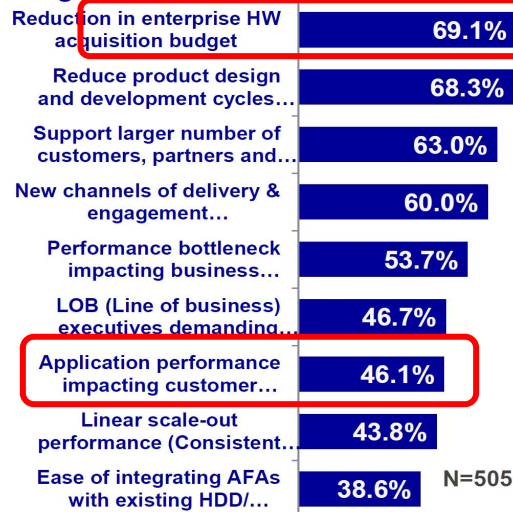 Reduction in enterprise HW
acquisition budget
69.1%
Reduce product design
and development cycles…
68.3%
Support larger number of
customers, partners and…
63.0%
New channels of delivery &
engagement…
60.0%
Performance bottleneck
impacting business…
53.7%
LOB (Line of business)
executives demanding…
46.7%
Application performance
impacting customer…
46.1%
Linear scale-out
performance (Consistent…
43.8%
Ease of integrating AFAs
with existing HDD/…
38.6%
N=505